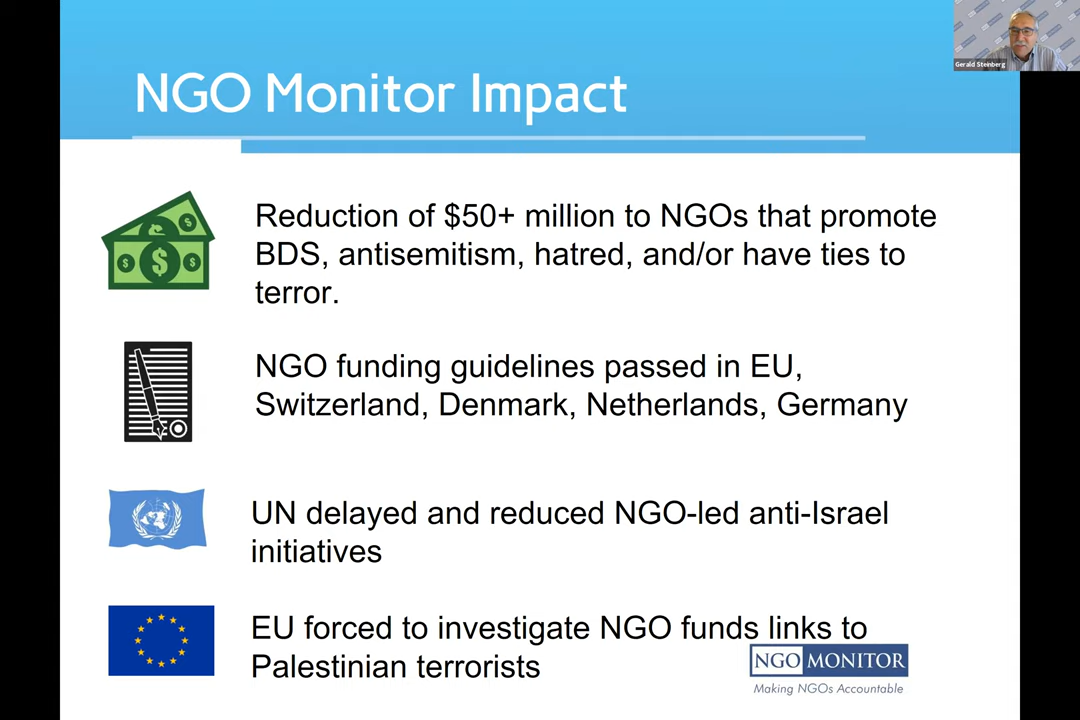 NGO Monitor Impact
Gerald Steinberg
Reduction of $50+ million to NGOs that promote
BDS, antisemitism, hatred, and/or have ties to
terror.
NGO funding guidelines passed in EU,
Switzerland, Denmark, Netherlands, Germany
UN delayed and reduced NGO-led anti-Israel
initiatives
EU forced to investigate NGO funds links to
Palestinian terrorists
NGO MONITOR
Making NGOs Accountable